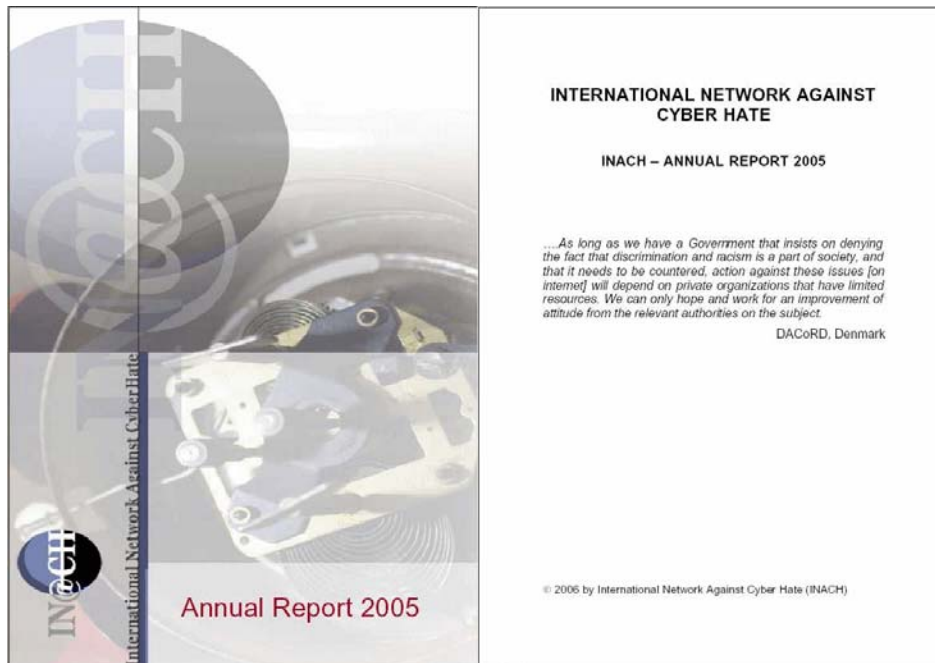 IN@CH
International Network Against CyberHate
IN@CH
Annual Report 2005
INTERNATIONAL NETWORK AGAINST
CYBER HATE
INACH – ANNUAL REPORT 2005
....As long as we have a Government that insists on denying
the fact that discrimination and racism is a part of society, and
that it needs to be countered, action against these issues [on
internet] will depend on private organizations that have limited
resources. We can only hope and work for an improvement of
attitude from the relevant authorities on the subject.
DACoRD, Denmark
© 2006 by International Network Against Cyber Hate (INACH)